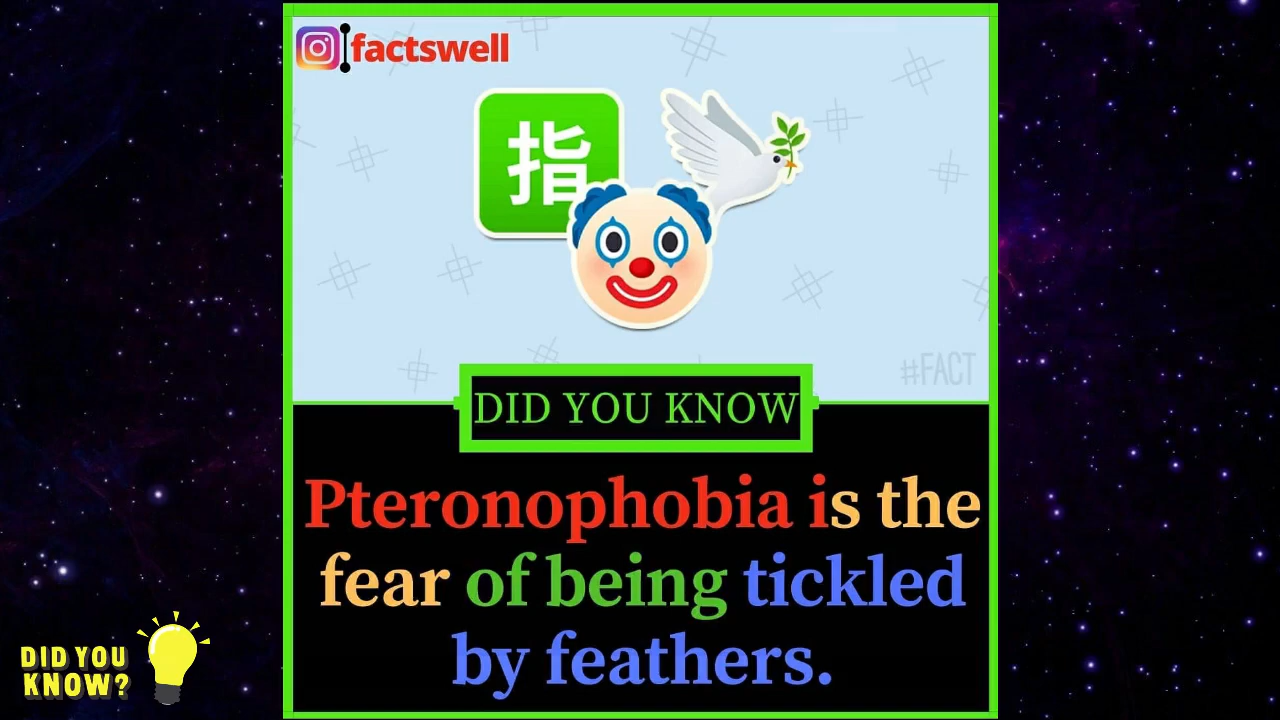 factswell
指
#FACT
DID YOU KNOW
Pteronophobia is the
fear of being tickled
by feathers.
DID YOU
KNOW?